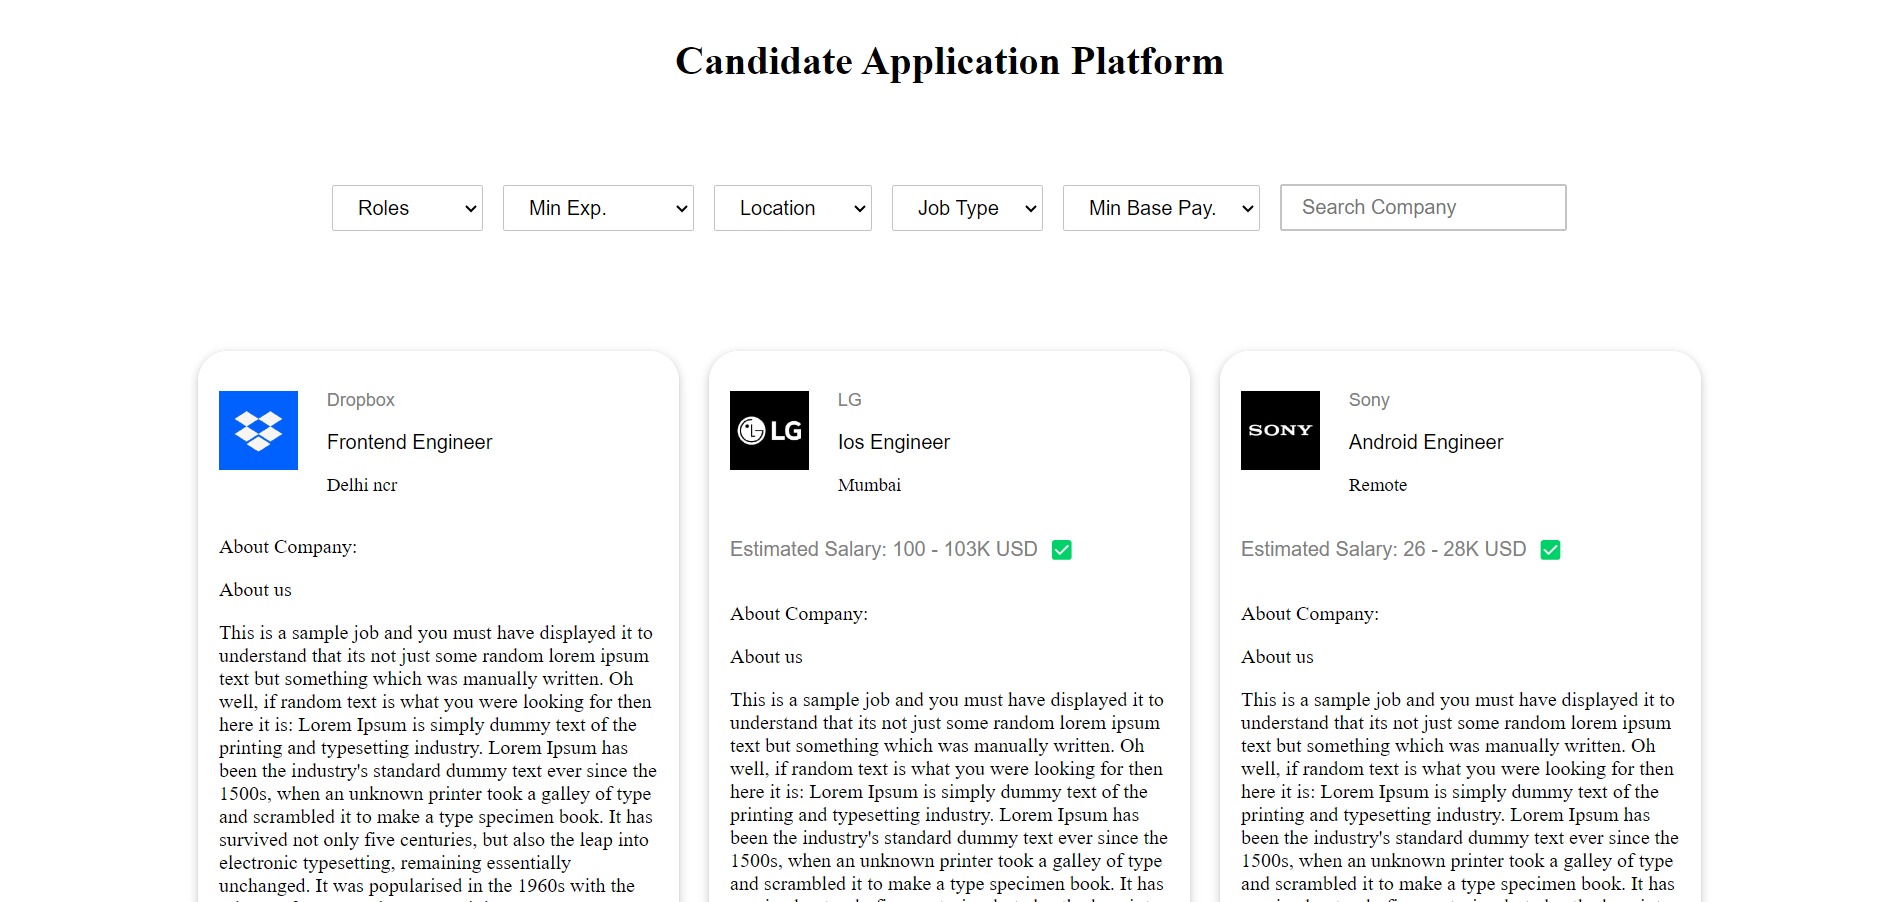 Candidate Application Platform
Roles
Min Exp.
Location
Job Type
Min Base Pay.
Search Company
Dropbox
Frontend Engineer
Delhi ncr
About Company:
About us
This is a sample job and you must have displayed it to
understand that its not just some random lorem ipsum
text but something which was manually written. Oh
well, if random text is what you were looking for then
here it is: Lorem Ipsum is simply dummy text of the
printing and typesetting industry. Lorem Ipsum has
been the industry's standard dummy text ever since the
1500s, when an unknown printer took a galley of type
and scrambled it to make a type specimen book. It has
survived not only five centuries, but also the leap into
electronic typesetting, remaining essentially
unchanged. It was popularised in the 1960s with the
LG
LG
Ios Engineer
Mumbai
Estimated Salary: 100 - 103K USD
About Company:
About us
This is a sample job and you must have displayed it to
understand that its not just some random lorem ipsum
text but something which was manually written. Oh
well, if random text is what you were looking for then
here it is: Lorem Ipsum is simply dummy text of the
printing and typesetting industry. Lorem Ipsum has
been the industry's standard dummy text ever since the
1500s, when an unknown printer took a galley of type
and scrambled it to make a type specimen book. It has
SONY
Sony
Android Engineer
Remote
Estimated Salary: 26 - 28K USD
About Company:
About us
This is a sample job and you must have displayed it to
understand that its not just some random lorem ipsum
text but something which was manually written. Oh
well, if random text is what you were looking for then
here it is: Lorem Ipsum is simply dummy text of the
printing and typesetting industry. Lorem Ipsum has
been the industry's standard dummy text ever since the
1500s, when an unknown printer took a galley of type
and scrambled it to make a type specimen book. It has